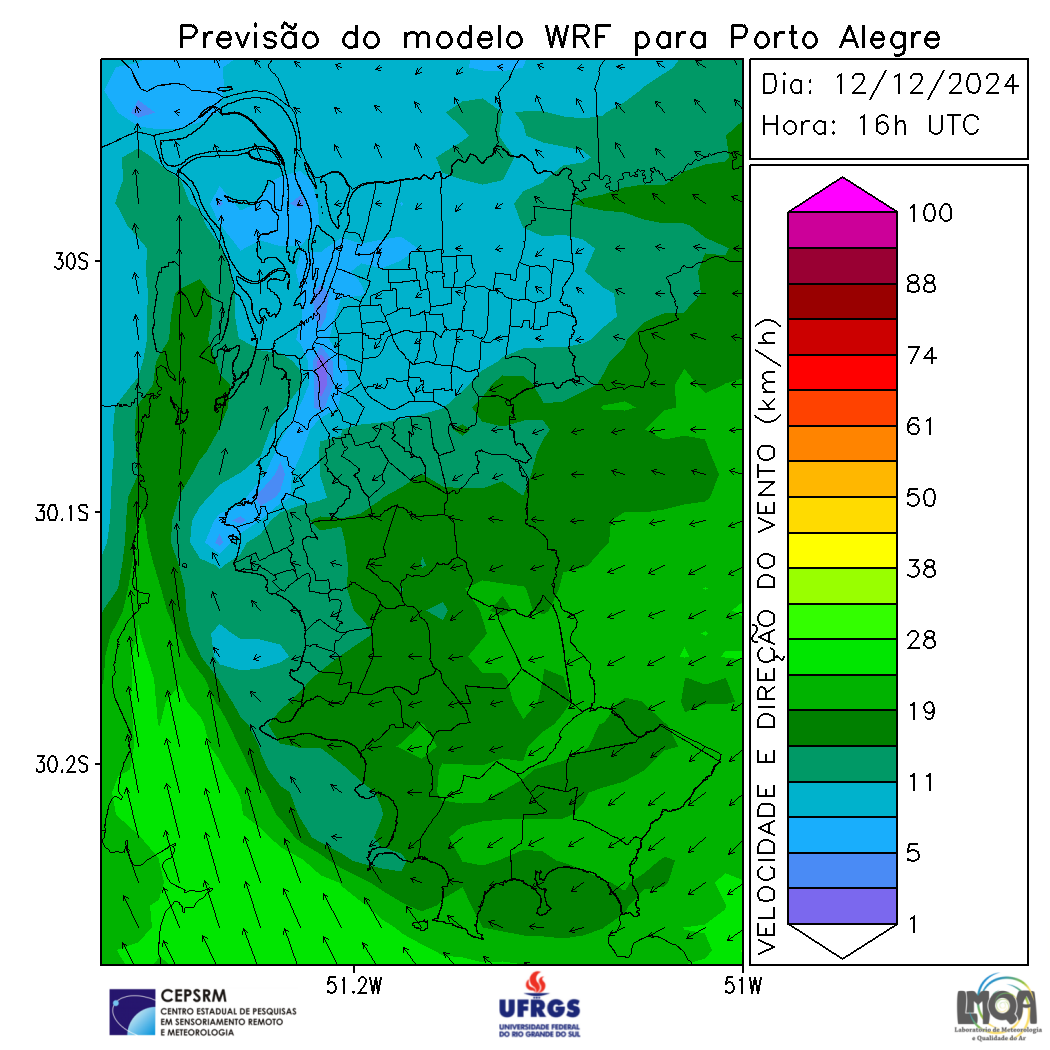 Previsão do modelo WRF para Porto Alegre
Dia: 12/12/2024
Hora: 16h UTC
30S
30.1S
30.2S
51.2W
51W
VELOCIDADE E DIREÇÃO DO VENTO (km/h)
100
88
74
61
50
38
28
19
11
5
1
CEPSRM
CENTRO ESTADUAL DE PESQUISAS
EM SENSORIAMENTO REMOTO
E METEOROLOGIA
UFRGS
UNIVERSIDADE FEDERAL
DO RIO GRANDE DO SUL
LMQA
Laboratório de Meteorologia
e Qualidade do Ar